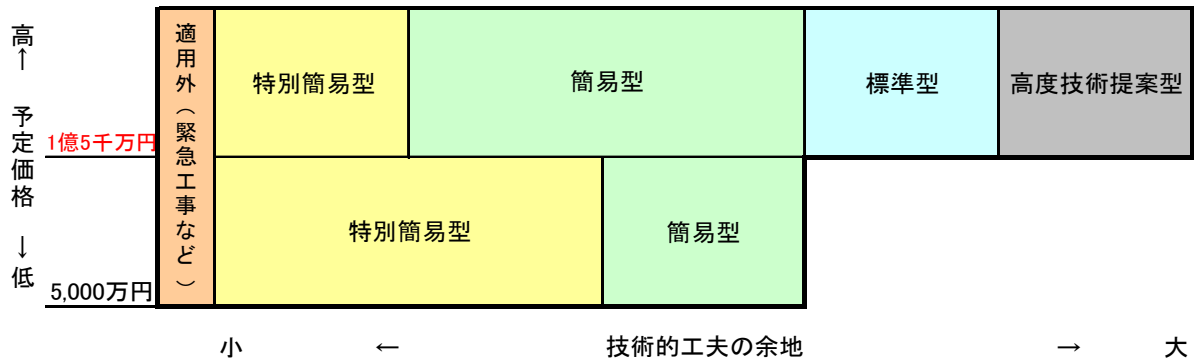 高← 予定価格 →低
1億5千万円
5,000万円
適用外(緊急工事など)
特別簡易型
簡易型
標準型
高度技術提案型
特別簡易型
簡易型
小 ← 技術的工夫の余地 → 大